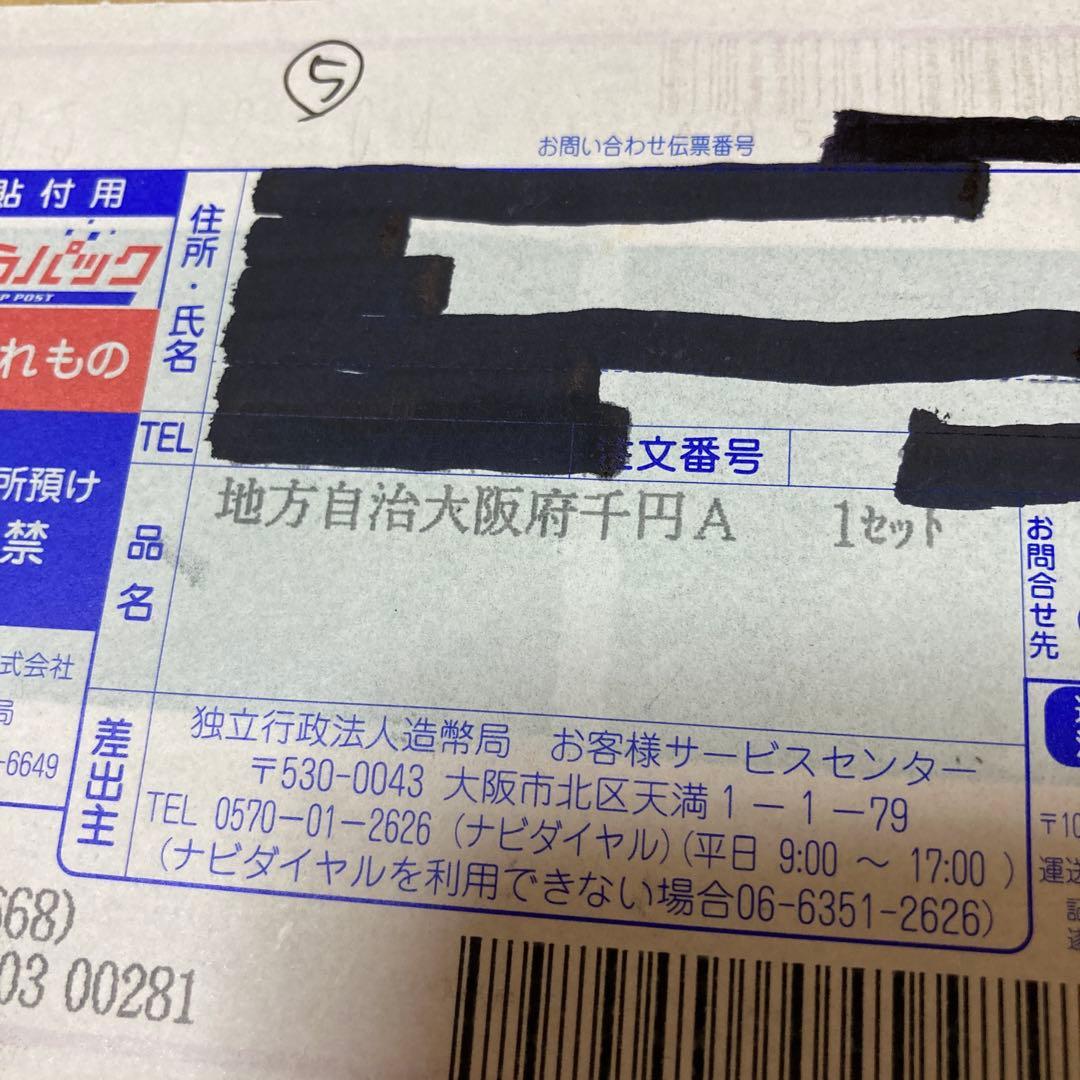 5
お問い合わせ伝票番号
貼付用
らパック
P POST
れもの
所預け
禁
式会社
局
-6649
住所・氏名
TEL
文番号
品名
地方自治大阪府千円A 1セット
お問合せ先
差出主
独立行政法人造幣局 お客様サービスセンター
〒530-0043 大阪市北区天満1-1-79
TEL 0570-01-2626 (ナビダイヤル)(平日 9:00 ～ 17:00 )
(ナビダイヤルを利用できない場合06-6351-2626)
〒10
運送
記
668)
03 00281